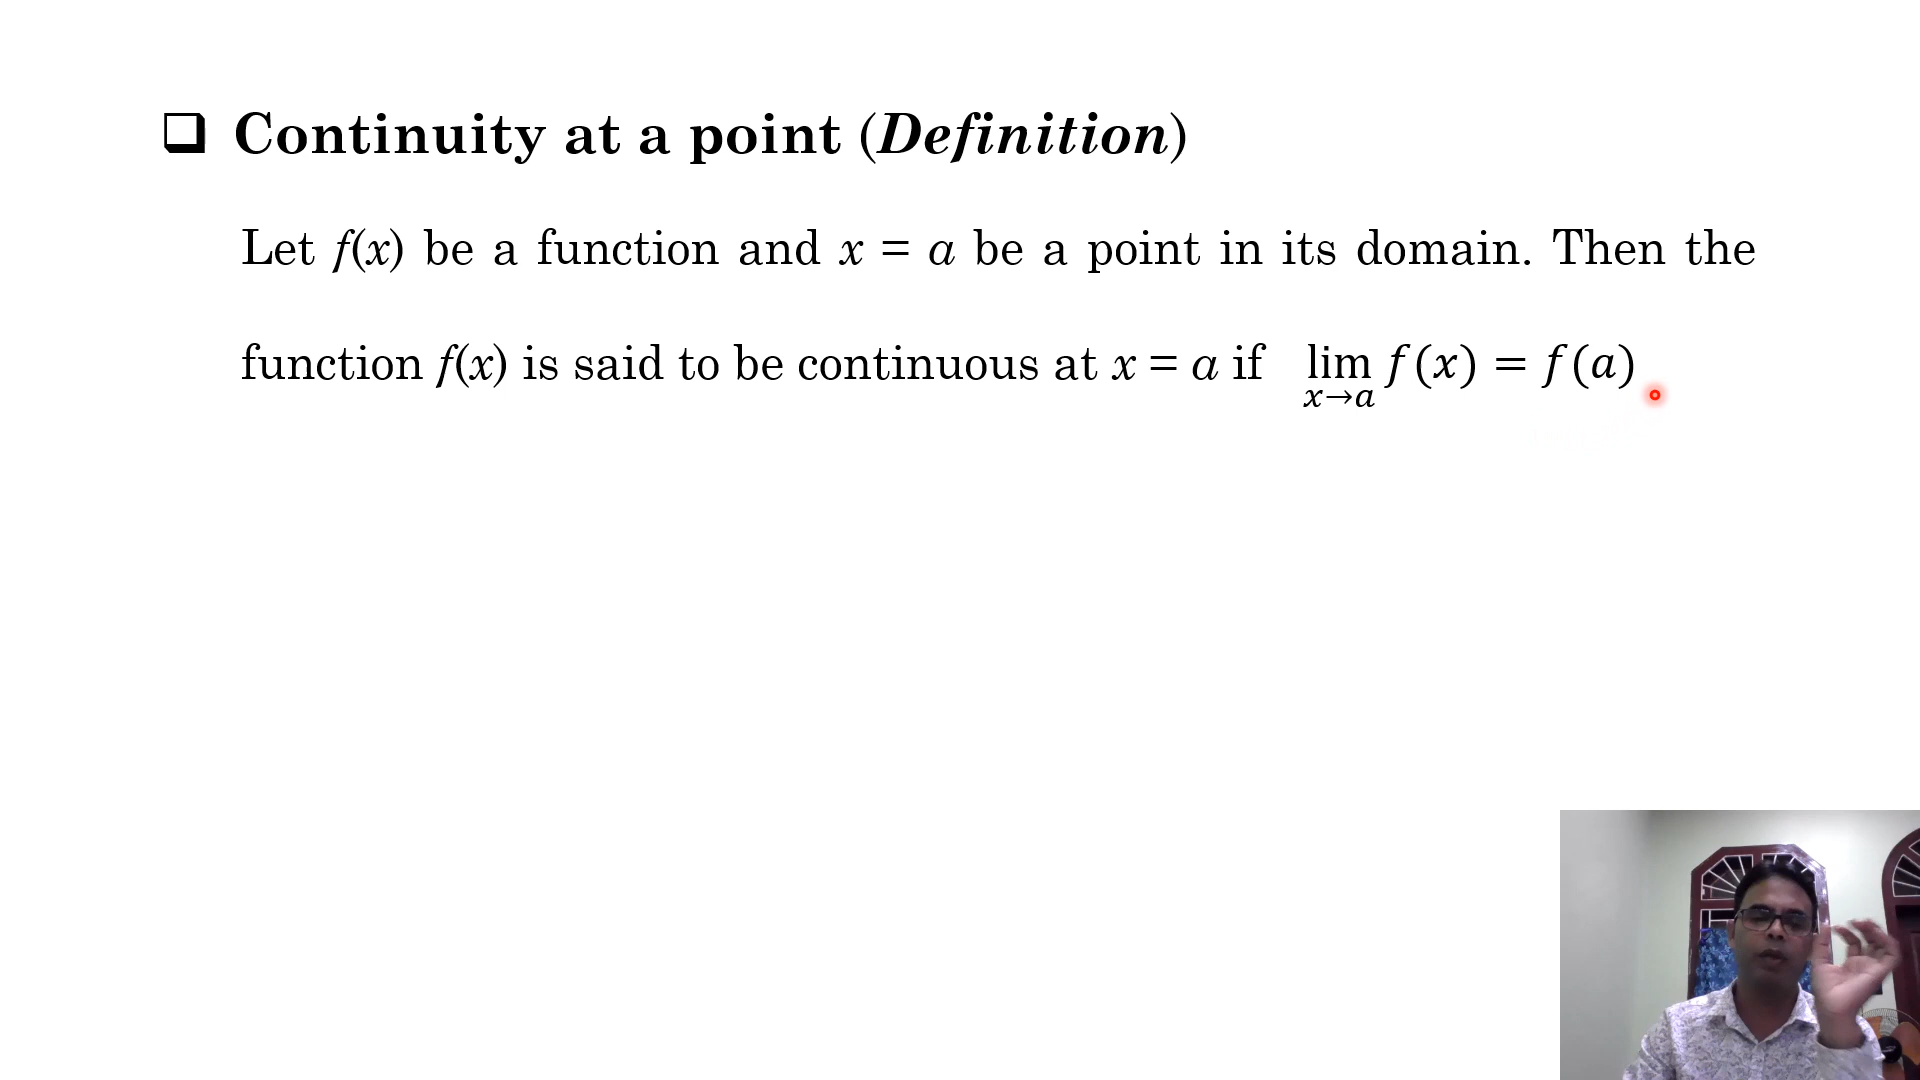 ❑ Continuity at a point (Definition)
Let f(x) be a function and x = a be a point in its domain. Then the
function f(x) is said to be continuous at x = a if lim f(x) = f(a)
x→a